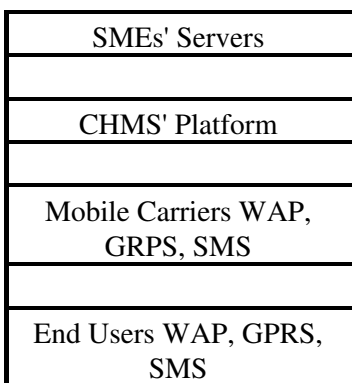 SMEs' Servers
CHMS' Platform
Mobile Carriers WAP,
GRPS, SMS
End Users WAP, GPRS,
SMS